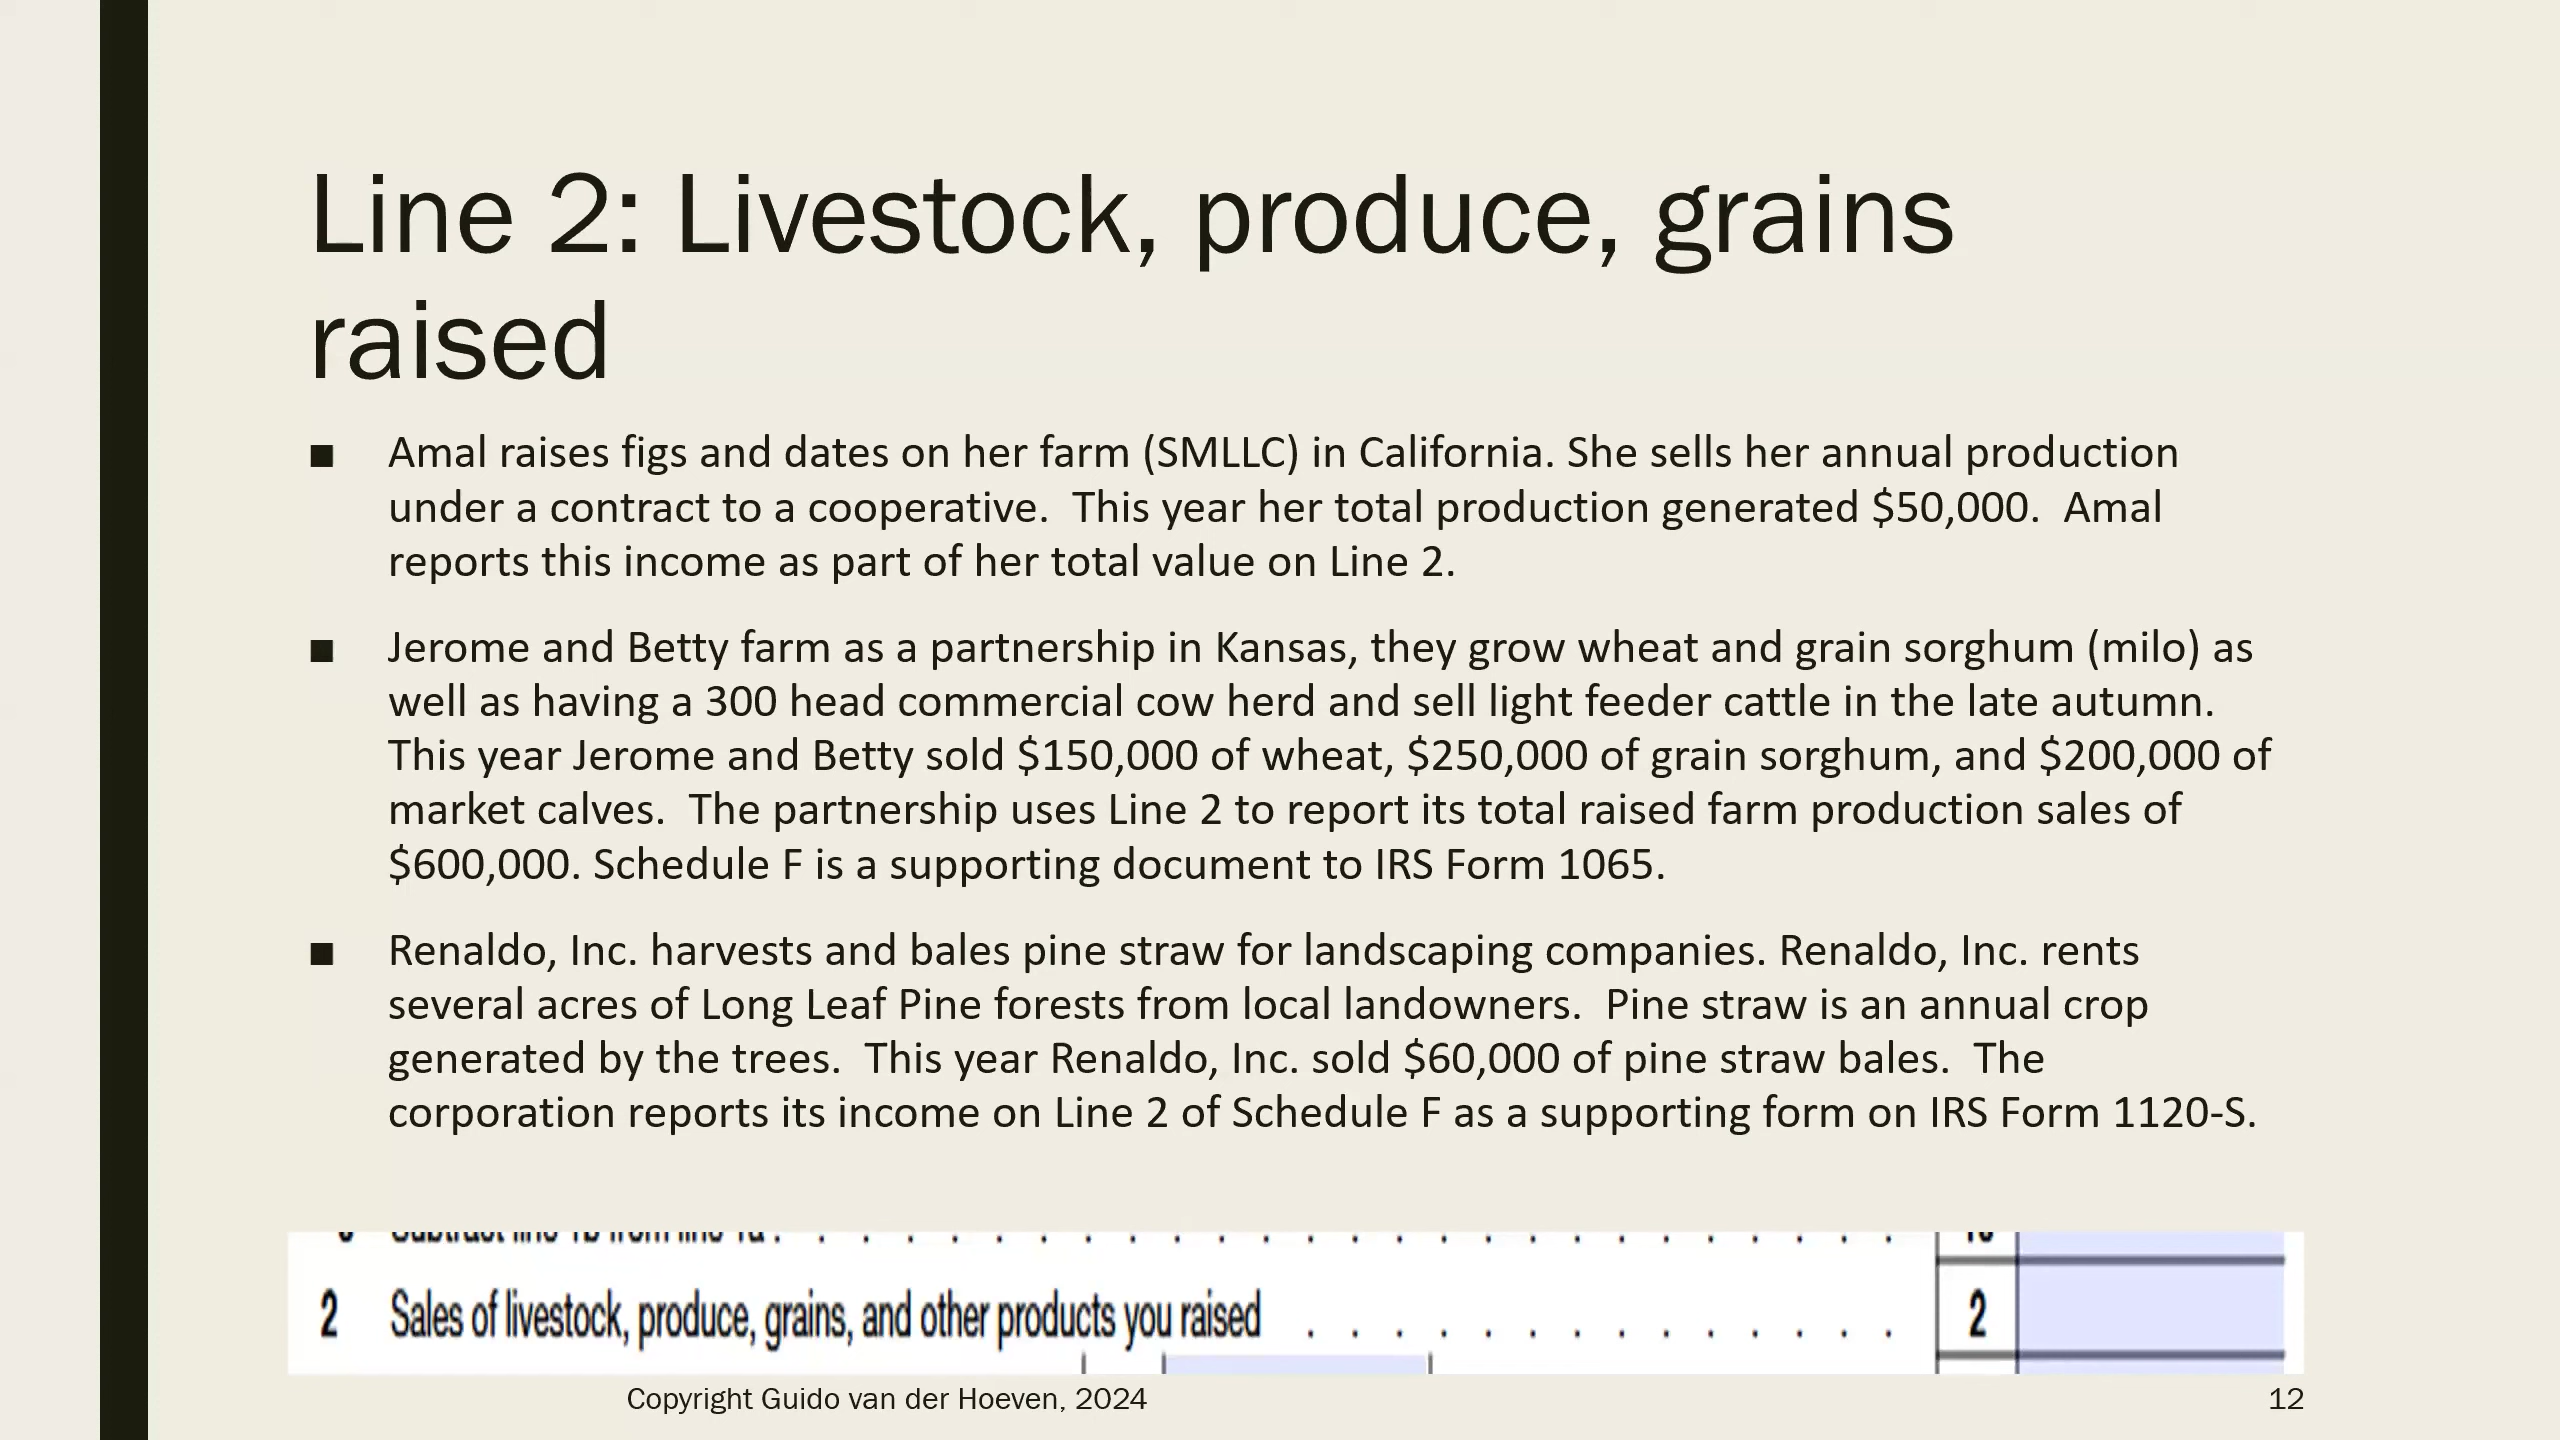 Line 2: Livestock, produce, grains
raised
■ Amal raises figs and dates on her farm (SMLLC) in California. She sells her annual production
under a contract to a cooperative.  This year her total production generated $50,000.  Amal
reports this income as part of her total value on Line 2.
■ Jerome and Betty farm as a partnership in Kansas, they grow wheat and grain sorghum (milo) as
well as having a 300 head commercial cow herd and sell light feeder cattle in the late autumn.
This year Jerome and Betty sold $150,000 of wheat, $250,000 of grain sorghum, and $200,000 of
market calves.  The partnership uses Line 2 to report its total raised farm production sales of
$600,000. Schedule F is a supporting document to IRS Form 1065.
■ Renaldo, Inc. harvests and bales pine straw for landscaping companies. Renaldo, Inc. rents
several acres of Long Leaf Pine forests from local landowners.  Pine straw is an annual crop
generated by the trees.  This year Renaldo, Inc. sold $60,000 of pine straw bales.  The
corporation reports its income on Line 2 of Schedule F as a supporting form on IRS Form 1120-S.
Subtract line 1b from line 1a . . . . . . . . . . . . . . . . . . . . . . . . . .
2 Sales of livestock, produce, grains, and other products you raised . . . . . . . . . . . . . . 2
Copyright Guido van der Hoeven, 2024 12